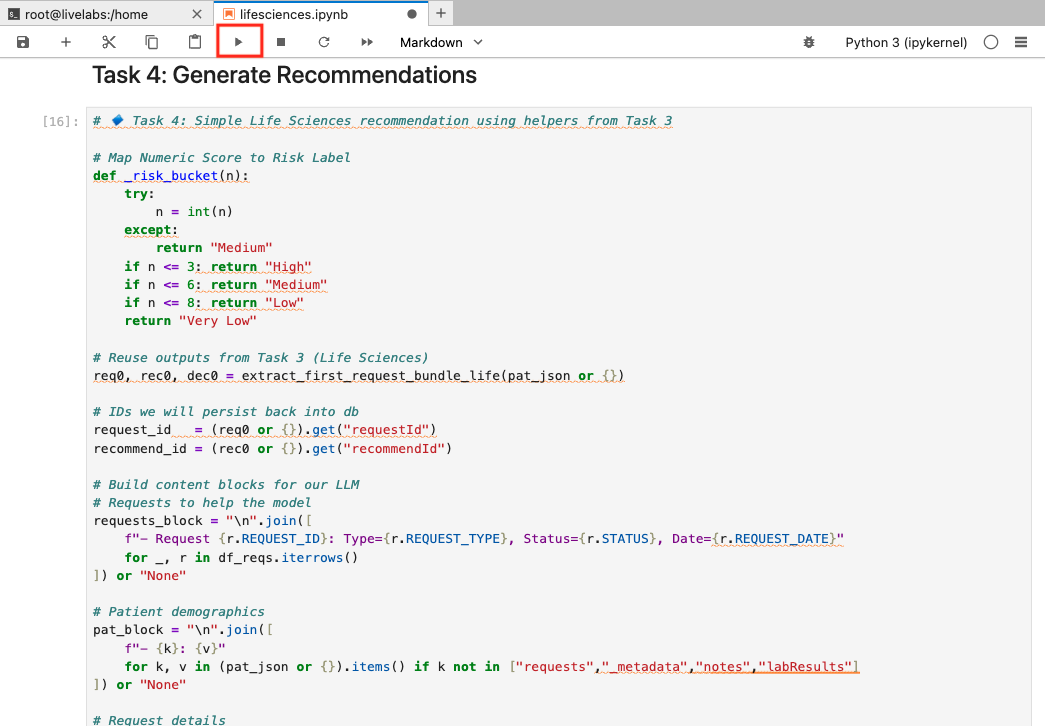 root@livelabs:/home
lifesciences.ipynb
Markdown
Python 3 (ipykernel)
Task 4: Generate Recommendations
[16]:
# 🔹 Task 4: Simple Life Sciences recommendation using helpers from Task 3
# Map Numeric Score to Risk Label
def _risk_bucket(n):
    try:
        n = int(n)
    except:
        return "Medium"
    if n <= 3: return "High"
    if n <= 6: return "Medium"
    if n <= 8: return "Low"
    return "Very Low"
# Reuse outputs from Task 3 (Life Sciences)
req0, rec0, dec0 = extract_first_request_bundle_life(pat_json or {})
# IDs we will persist back into db
request_id   = (req0 or {}).get("requestId")
recommend_id = (rec0 or {}).get("recommendId")
# Build content blocks for our LLM
# Requests to help the model
requests_block = "\n".join([
    f"- Request {r.REQUEST_ID}: Type={r.REQUEST_TYPE}, Status={r.STATUS}, Date={r.REQUEST_DATE}"
    for _, r in df_reqs.iterrows()
]) or "None"
# Patient demographics
pat_block = "\n".join([
    f"- {k}: {v}"
    for k, v in (pat_json or {}).items() if k not in ["requests","_metadata","notes","labResults"]
]) or "None"
# Request details